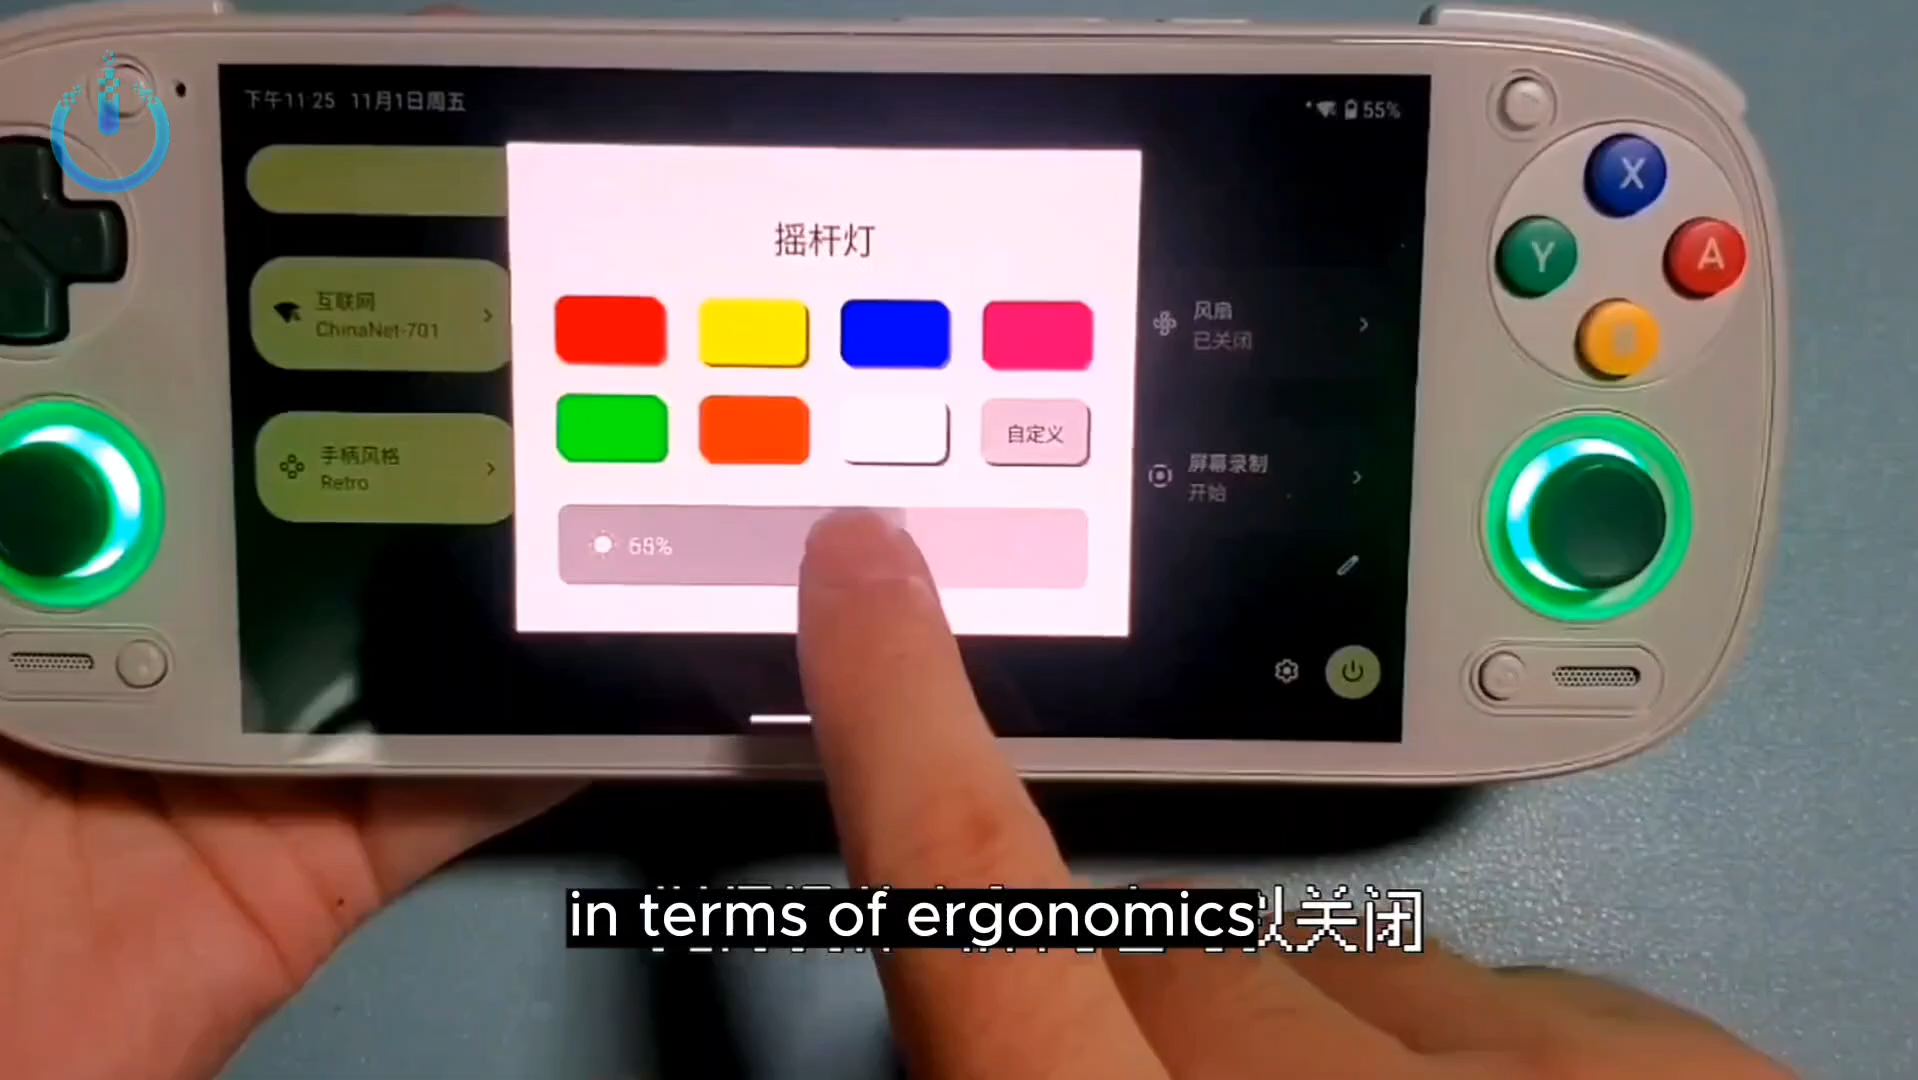 下午11:25 11月1日周五
55%
摇杆灯
互联网
ChinaNet-701
风扇
已关闭
自定义
手柄风格
Retro
屏幕录制
开始
X
Y
A
in terms of ergonomics
关闭